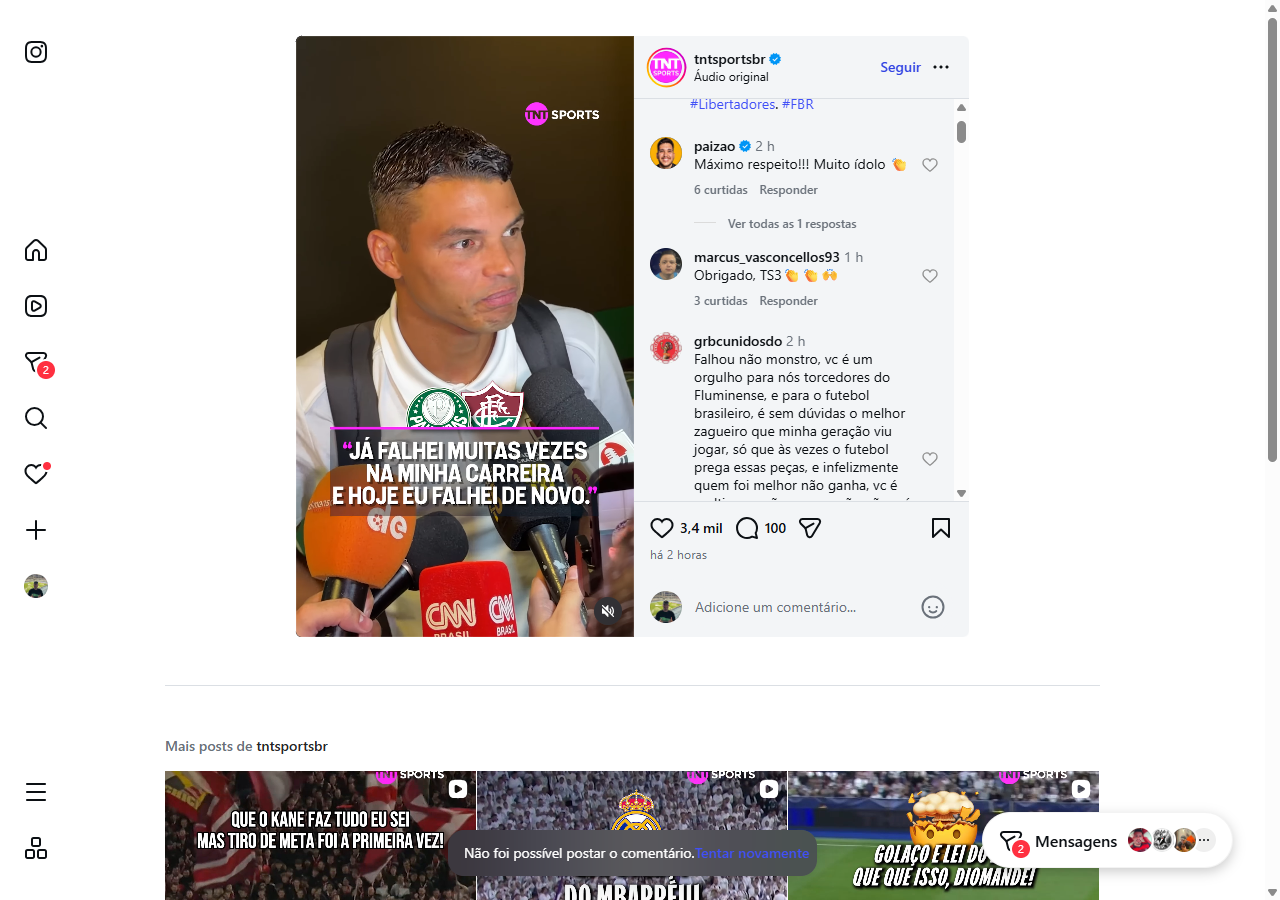 TNT SPORTS
“JÁ FALHEI MUITAS VEZES
NA MINHA CARREIRA
E HOJE EU FALHEI DE NOVO.”
CNN
BRASIL
CNN
BRASIL
TNT
SPORTS
tntsportsbr
Áudio original
Seguir
#Libertadores. #FBR
paizao 2 h
Máximo respeito!!! Muito ídolo 👏
6 curtidas Responder
Ver todas as 1 respostas
marcus_vasconcellos93 1 h
Obrigado, TS3👏👏🙌
3 curtidas Responder
grbcunidosdo 2 h
Falhou não monstro, vc é um
orgulho para nós torcedores do
Fluminense, e para o futebol
brasileiro, é sem dúvidas o melhor
zagueiro que minha geração viu
jogar, só que às vezes o futebol
prega essas peças, e infelizmente
quem foi melhor não ganha, vc é
3,4 mil 100
há 2 horas
Adicione um comentário...
2
Mais posts de tntsportsbr
TNT SPORTS
QUE O KANE FAZ TUDO EU SEI
MAS TIRO DE META FOI A PRIMEIRA VEZ!
TNT SPORTS
DO MBAPPÉ!!
TNT SPORTS
GOLAÇO E LEI DO
QUE QUE ISSO, DIOMANDE!
Não foi possível postar o comentário. Tentar novamente
2
Mensagens